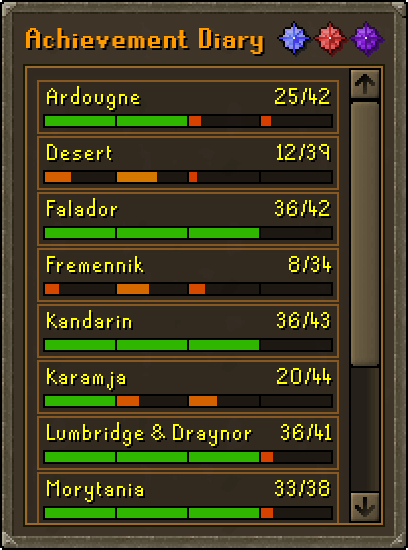 Achievement Diary
Ardougne 25/42
Desert 12/39
Falador 36/42
Fremennik 8/34
Kandarin 36/43
Karamja 20/44
Lumbridge & Draynor 36/41
Morytania 33/38